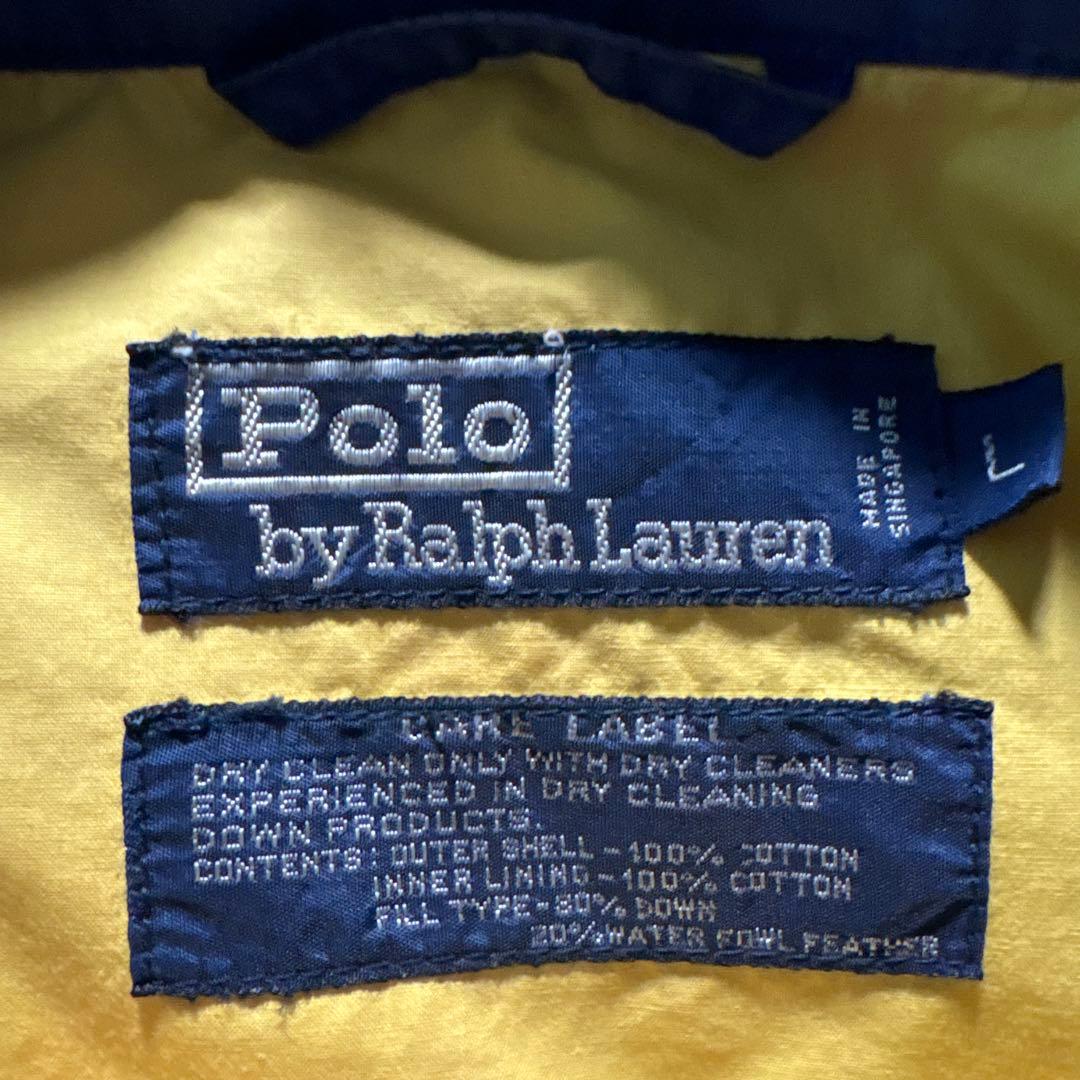 Polo
by Ralph Lauren
MADE IN
SINGAPORE
L
CARE LABEL
DRY CLEAN ONLY WITH DRY CLEANERS
EXPERIENCED IN DRY CLEANING
DOWN PRODUCTS.
CONTENTS: OUTER SHELL-100% COTTON
INNER LINING-100% COTTON
FILL TYPE-80% DOWN
20% WATER FOWL FEATHER